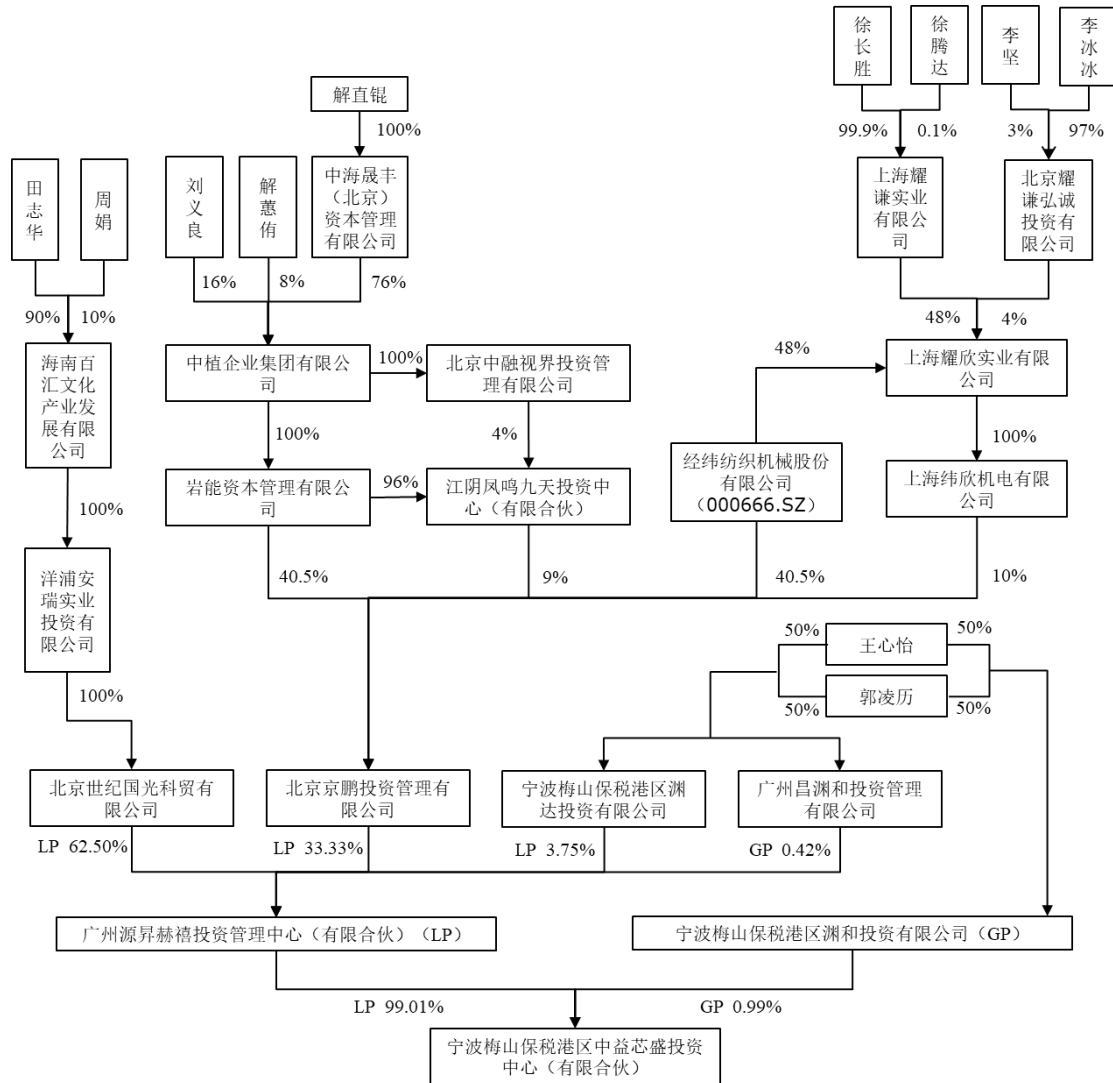 徐长胜
徐腾达
李坚
李冰冰
解直锟
100%
99.9%
0.1%
3%
97%
田志华
周娟
刘义良
解蕙侑
中海晟丰
（北京）
资本管理
有限公司
上海耀
谦实业
有限公
司
北京耀
谦弘诚
投资有
限公司
16%
8%
76%
90%
10%
48%
4%
海南百
汇文化
产业发
展有限
公司
中植企业集团有限公
司
100%
北京中融视界投资管
理有限公司
48%
上海耀欣实业有限
公司
100%
4%
100%
岩能资本管理有限公
司
96%
江阴凤鸣九天投资中
心（有限合伙）
经纬纺织机械股份
有限公司
（000666.SZ）
上海纬欣机电有限
公司
100%
洋浦安
瑞实业
投资有
限公司
40.5%
9%
40.5%
10%
50%
王心怡
50%
郭凌历
50%
50%
100%
北京世纪国光科贸有
限公司
北京京鹏投资管理有
限公司
宁波梅山保税港区渊
达投资有限公司
广州昌渊和投资管理
有限公司
LP 62.50%
LP 33.33%
LP 3.75%
GP 0.42%
广州源昇赫禧投资管理中心（有限合伙）（LP）
宁波梅山保税港区渊和投资有限公司（GP）
LP 99.01%
GP 0.99%
宁波梅山保税港区中益芯盛投资
中心（有限合伙）